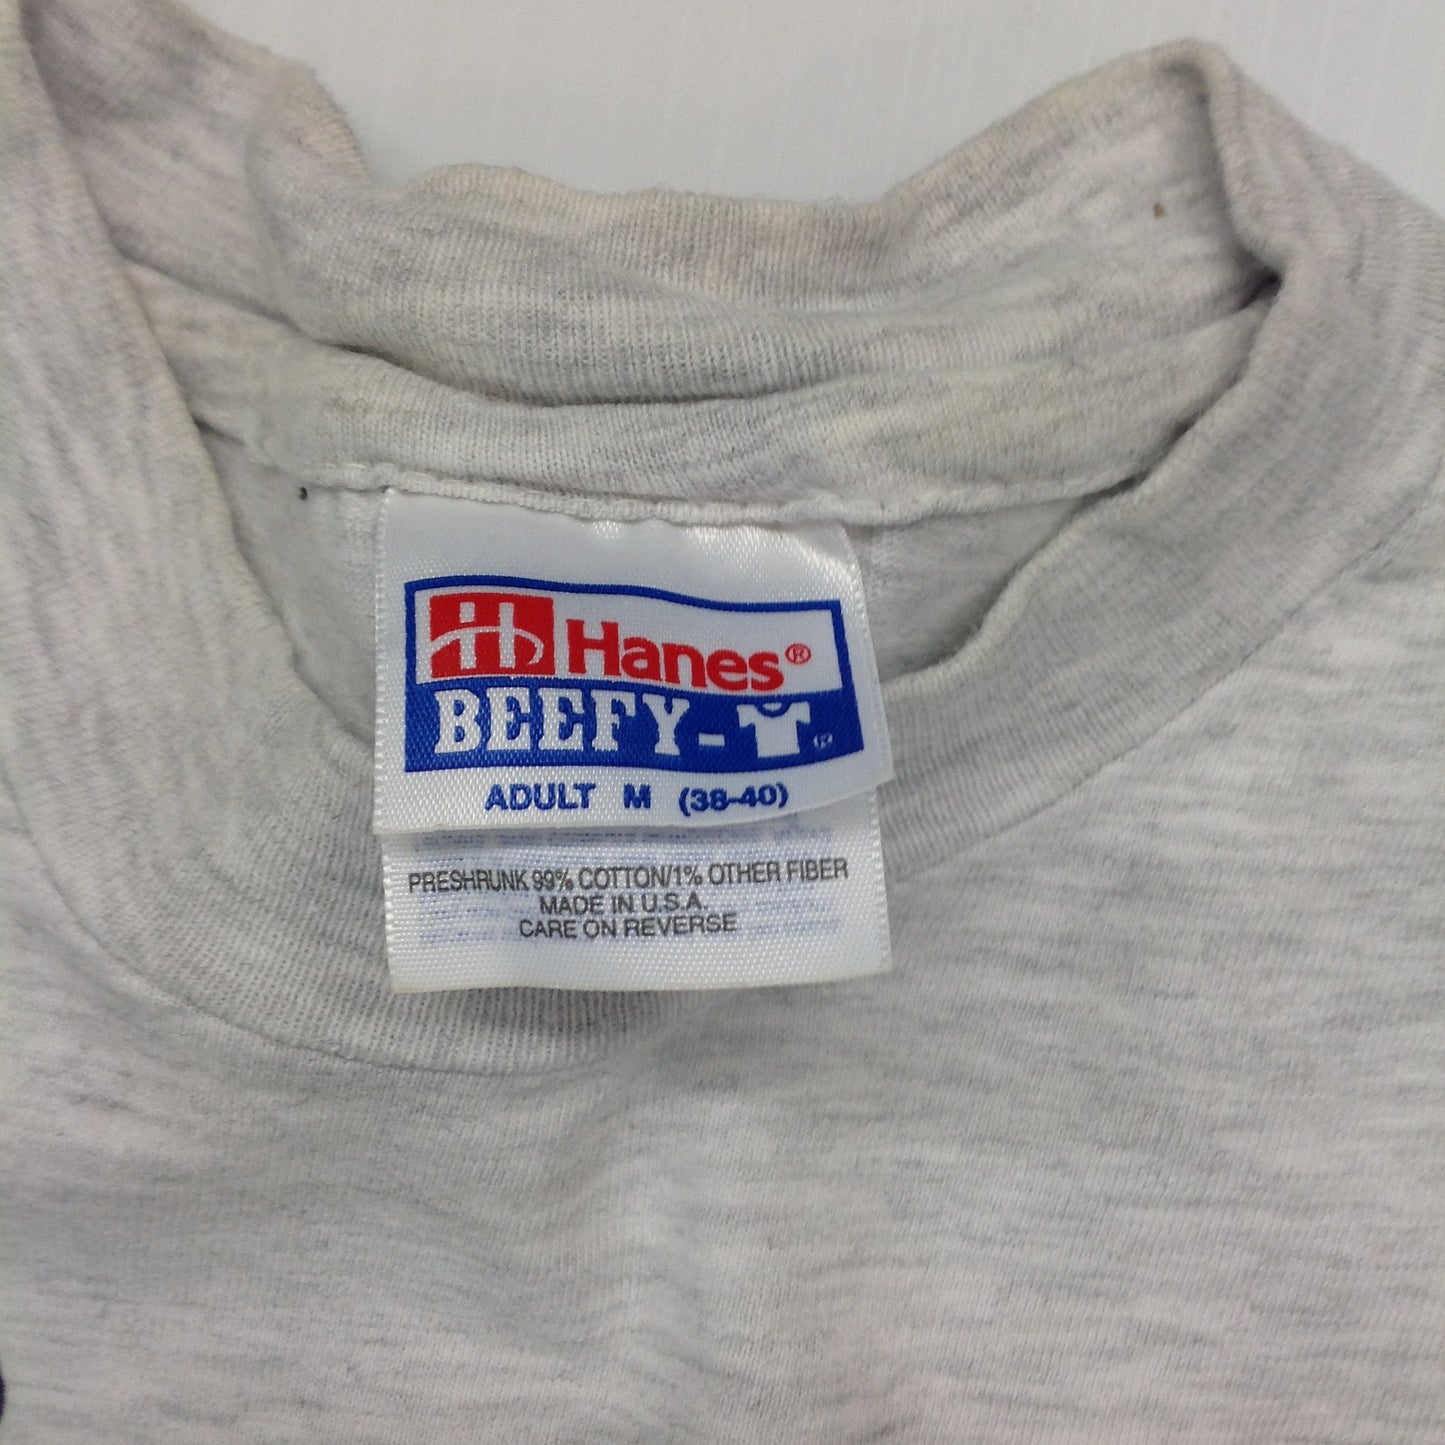 H Hanes®
BEEFY-T ®
ADULT M (38-40)
PRESHRUNK 99% COTTON/1% OTHER FIBER
MADE IN U.S.A.
CARE ON REVERSE